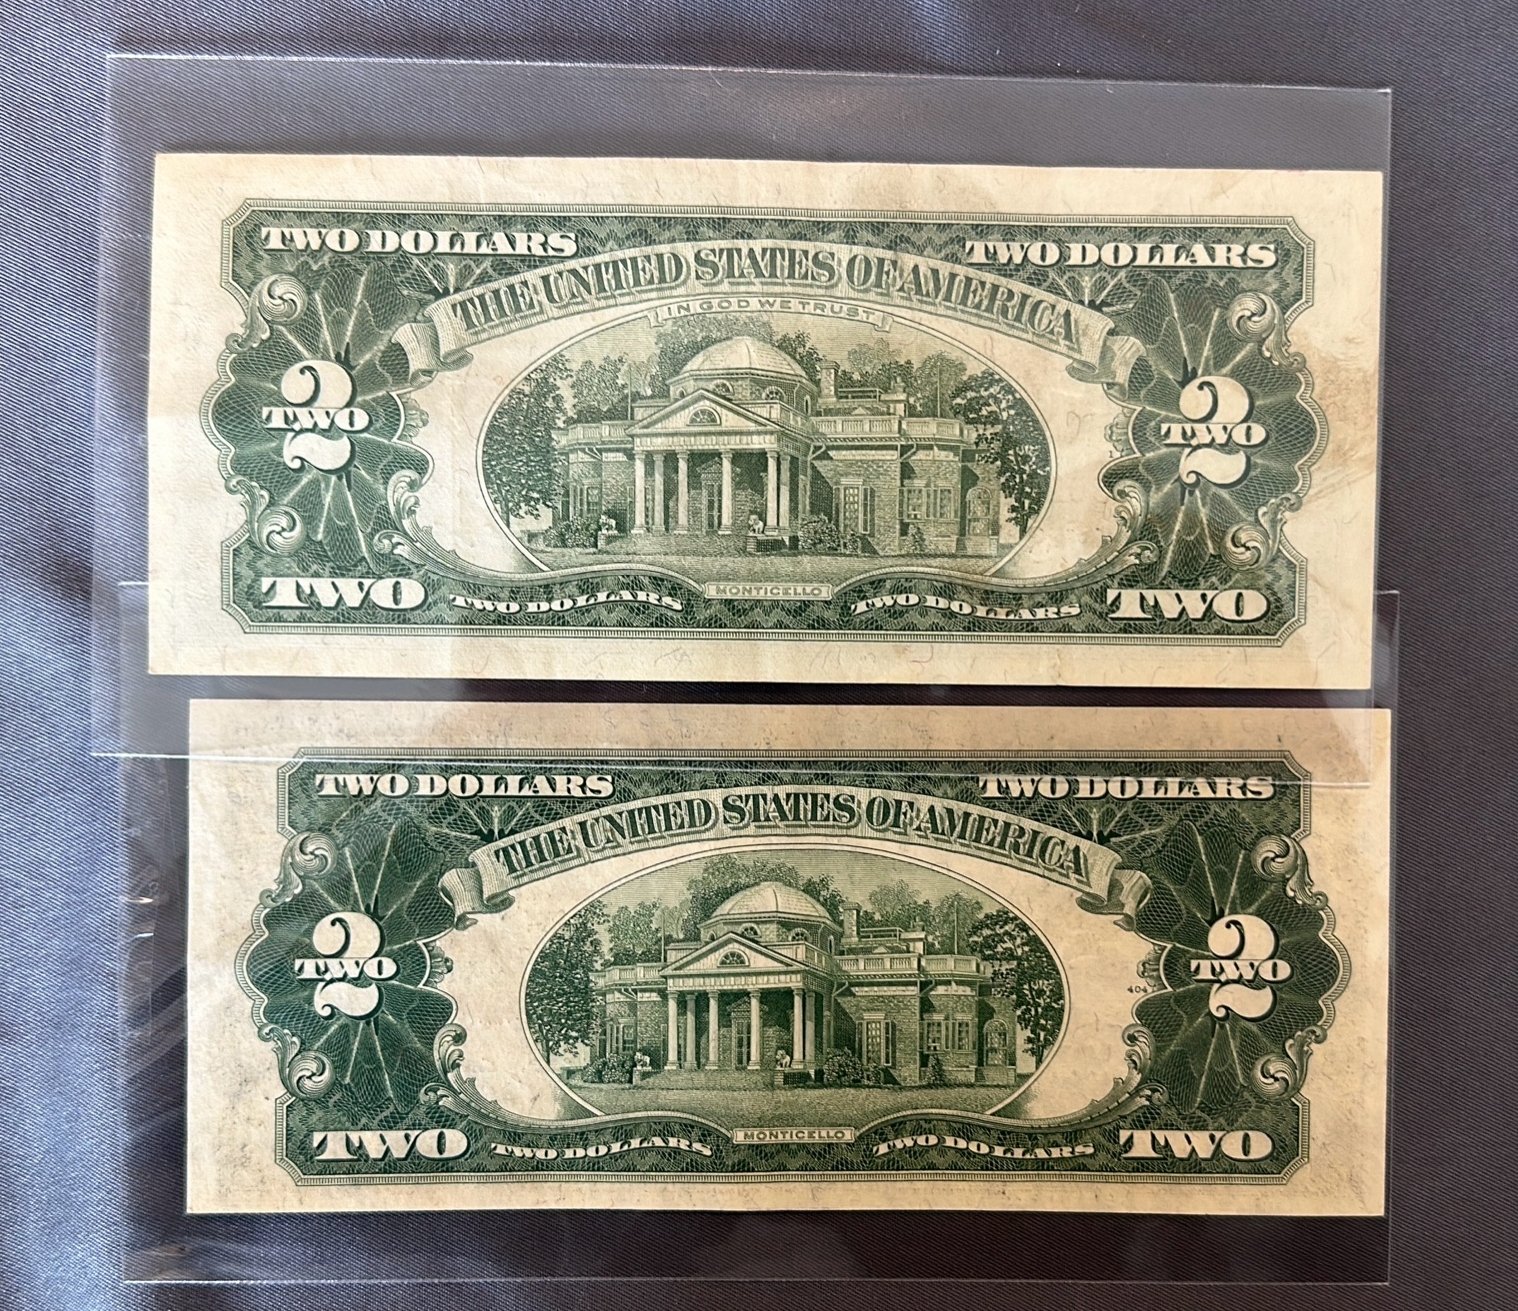 TWO DOLLARS TWO DOLLARS
THE UNITED STATES OF AMERICA
IN GOD WE TRUST
2 2
TWO TWO
MONTICELLO
TWO TWO DOLLARS TWO DOLLARS TWO
TWO DOLLARS TWO DOLLARS
THE UNITED STATES OF AMERICA
2 2
TWO TWO
404
MONTICELLO
TWO TWO DOLLARS TWO DOLLARS TWO